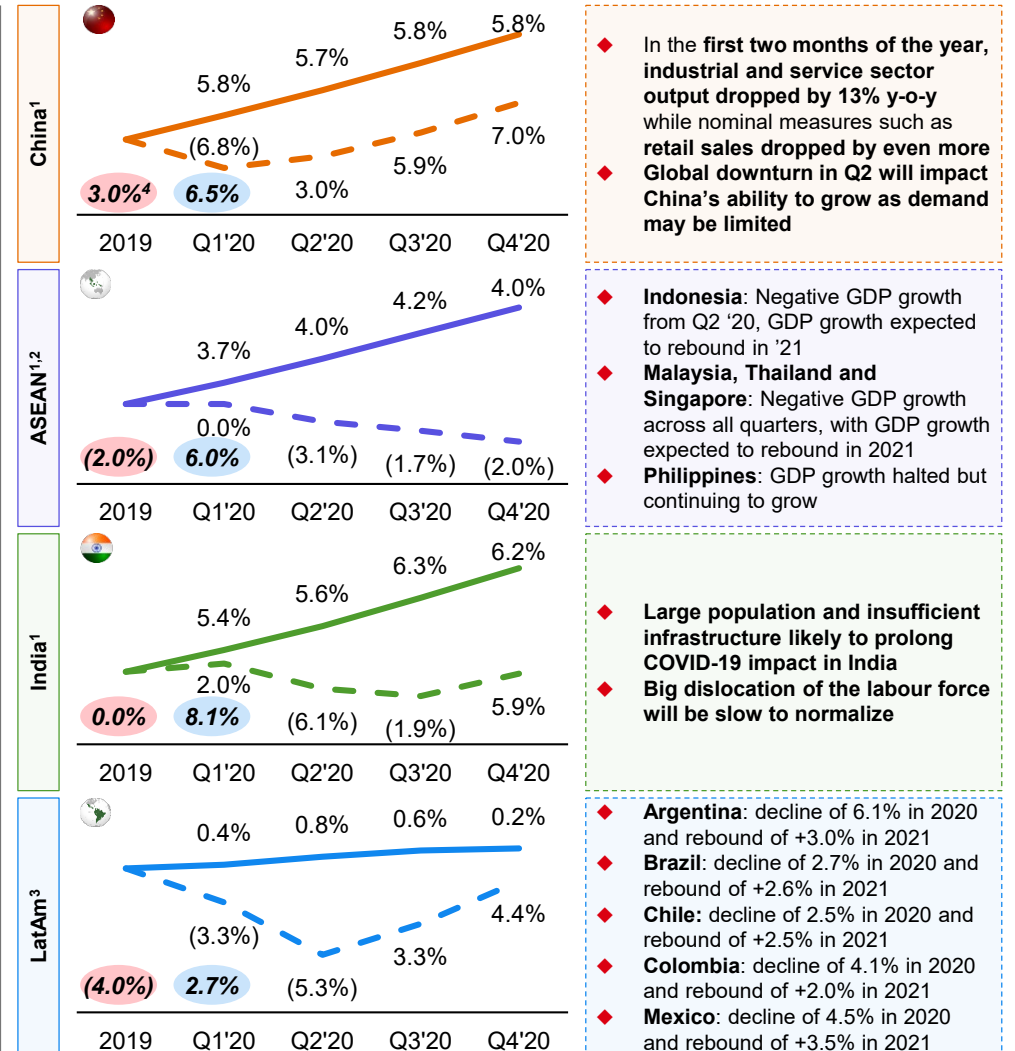 China1
5.8%
5.7%
5.8%
5.8%
(6.8%)
3.0%
5.9%
7.0%
3.0%4
6.5%
2019 Q1'20 Q2'20 Q3'20 Q4'20
◆ In the first two months of the year,
industrial and service sector
output dropped by 13% y-o-y
while nominal measures such as
retail sales dropped by even more
◆ Global downturn in Q2 will impact
China’s ability to grow as demand
may be limited
ASEAN1,2
3.7%
4.0%
4.2%
4.0%
0.0%
(3.1%)
(1.7%)
(2.0%)
(2.0%)
6.0%
2019 Q1'20 Q2'20 Q3'20 Q4'20
◆ Indonesia: Negative GDP growth
from Q2 ‘20, GDP growth expected
to rebound in ’21
◆ Malaysia, Thailand and
Singapore: Negative GDP growth
across all quarters, with GDP growth
expected to rebound in 2021
◆ Philippines: GDP growth halted but
continuing to grow
India1
5.4%
5.6%
6.3%
6.2%
2.0%
(6.1%)
(1.9%)
5.9%
0.0%
8.1%
2019 Q1'20 Q2'20 Q3'20 Q4'20
◆ Large population and insufficient
infrastructure likely to prolong
COVID-19 impact in India
◆ Big dislocation of the labour force
will be slow to normalize
LatAm3
0.4%
0.8%
0.6%
0.2%
(3.3%)
(5.3%)
3.3%
4.4%
(4.0%)
2.7%
2019 Q1'20 Q2'20 Q3'20 Q4'20
◆ Argentina: decline of 6.1% in 2020
and rebound of +3.0% in 2021
◆ Brazil: decline of 2.7% in 2020 and
rebound of +2.6% in 2021
◆ Chile: decline of 2.5% in 2020 and
rebound of +2.5% in 2021
◆ Colombia: decline of 4.1% in 2020
and rebound of +2.0% in 2021
◆ Mexico: decline of 4.5% in 2020
and rebound of +3.5% in 2021